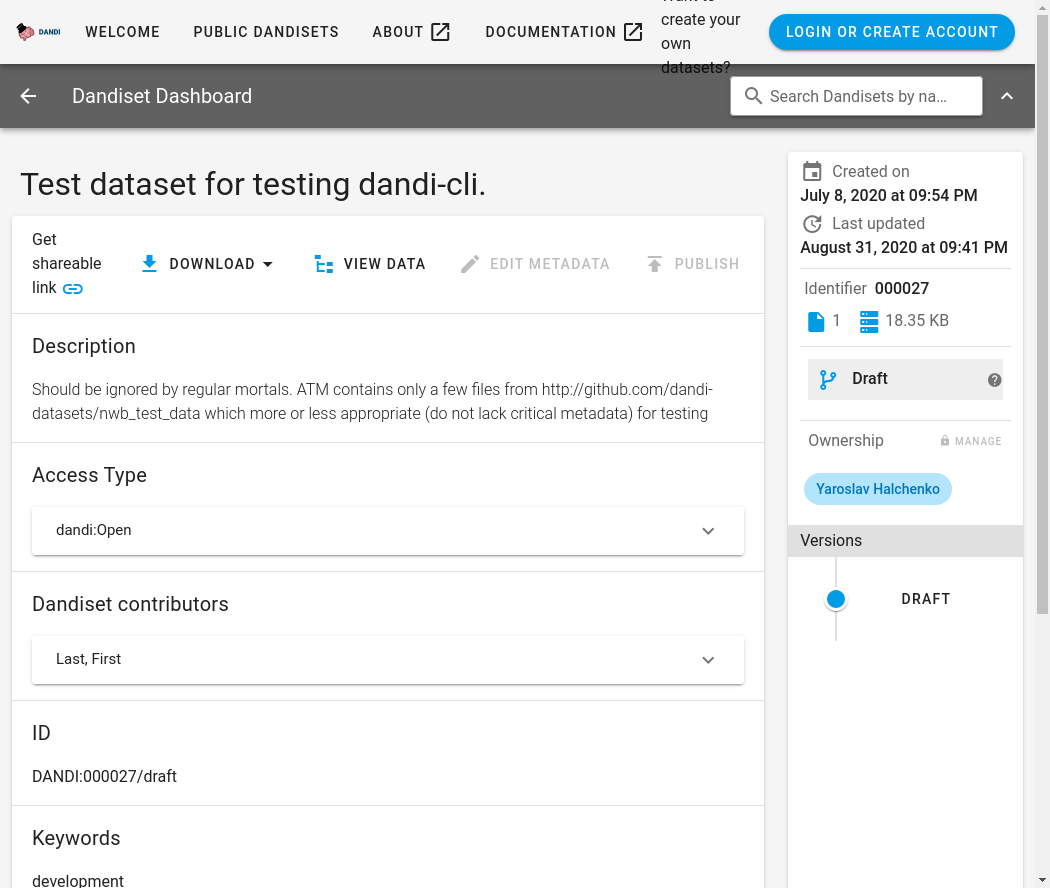 DANDI
WELCOME
PUBLIC DANDISETS
ABOUT
DOCUMENTATION
create your
own
datasets?
LOGIN OR CREATE ACCOUNT
Dandiset Dashboard
Search Dandisets by na...
Test dataset for testing dandi-cli.
Get
shareable
link
DOWNLOAD
VIEW DATA
EDIT METADATA
PUBLISH
Description
Should be ignored by regular mortals. ATM contains only a few files from http://github.com/dandi-
datasets/nwb_test_data which more or less appropriate (do not lack critical metadata) for testing
Access Type
dandi:Open
Dandiset contributors
Last, First
ID
DANDI:000027/draft
Keywords
development
Created on
July 8, 2020 at 09:54 PM
Last updated
August 31, 2020 at 09:41 PM
Identifier 000027
1 18.35 KB
Draft
Ownership
MANAGE
Yaroslav Halchenko
Versions
DRAFT